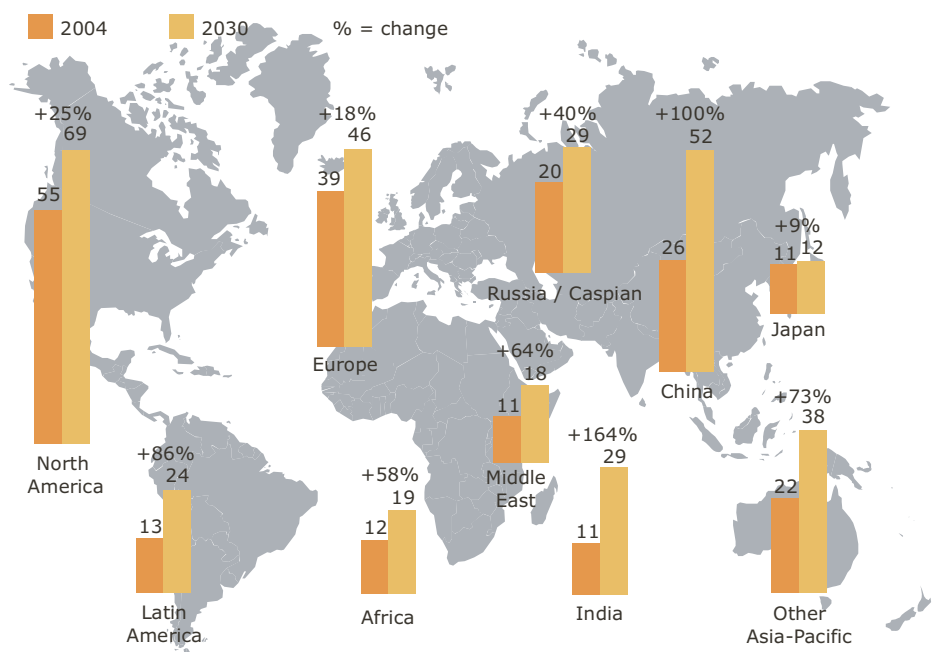 2004 2030 % = change
+25%
69
55
North
America
+18%
46
39
Europe
+40%
29
20
Russia / Caspian
+100%
52
26
China
+9%
11 12
Japan
+64%
18
11
Middle
East
+86%
24
13
Latin
America
+58%
19
12
Africa
+164%
29
11
India
+73%
38
22
Other
Asia-Pacific